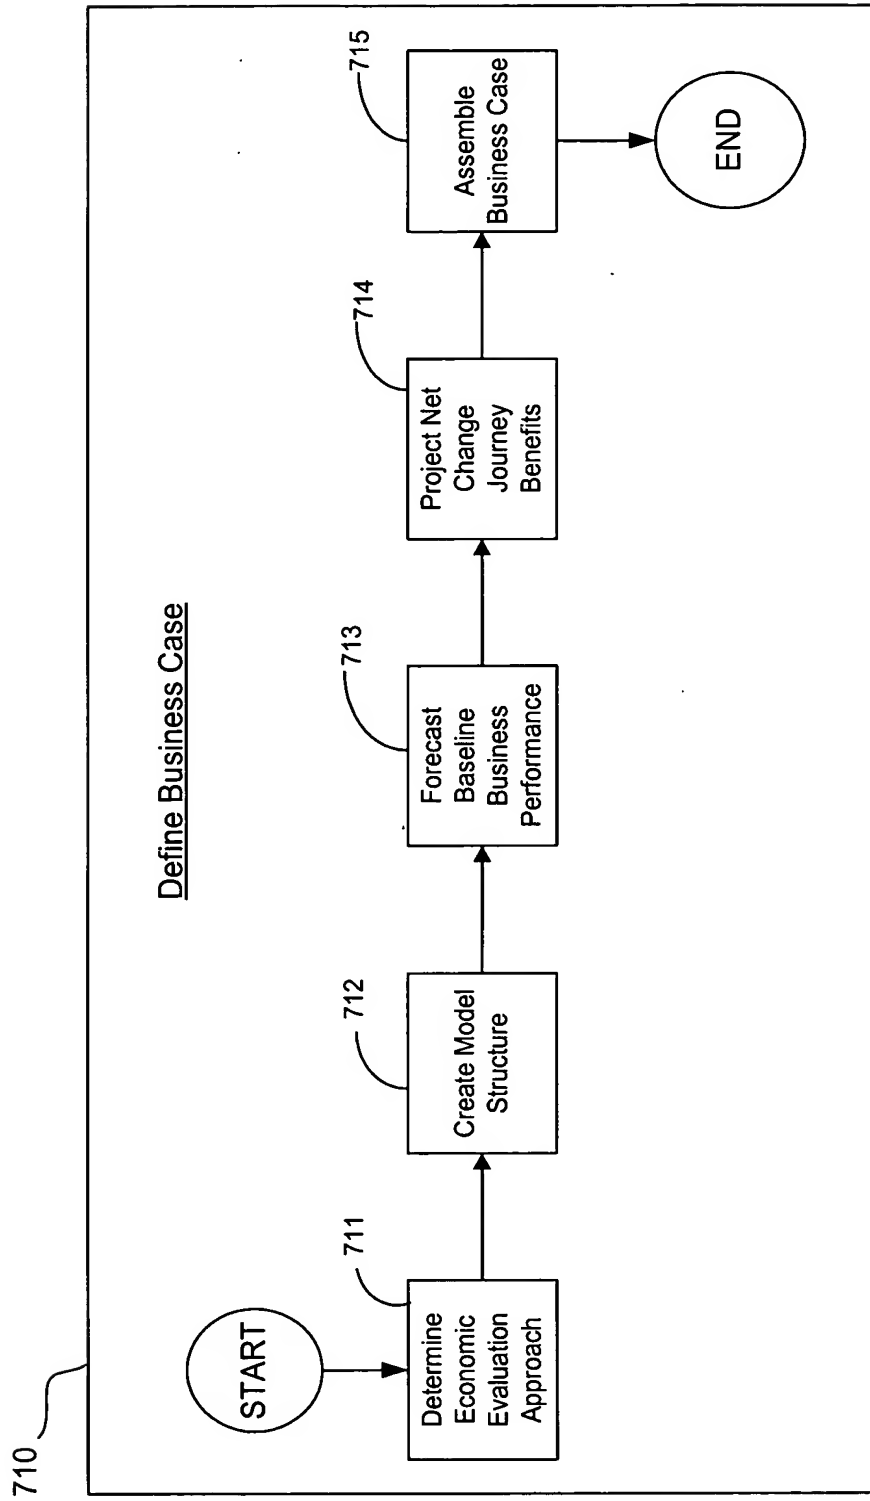 710
Define Business Case
START
711
Determine
Economic
Evaluation
Approach
712
Create Model
Structure
713
Forecast
Baseline
Business
Performance
714
Project Net
Change
Journey
Benefits
715
Assemble
Business Case
END